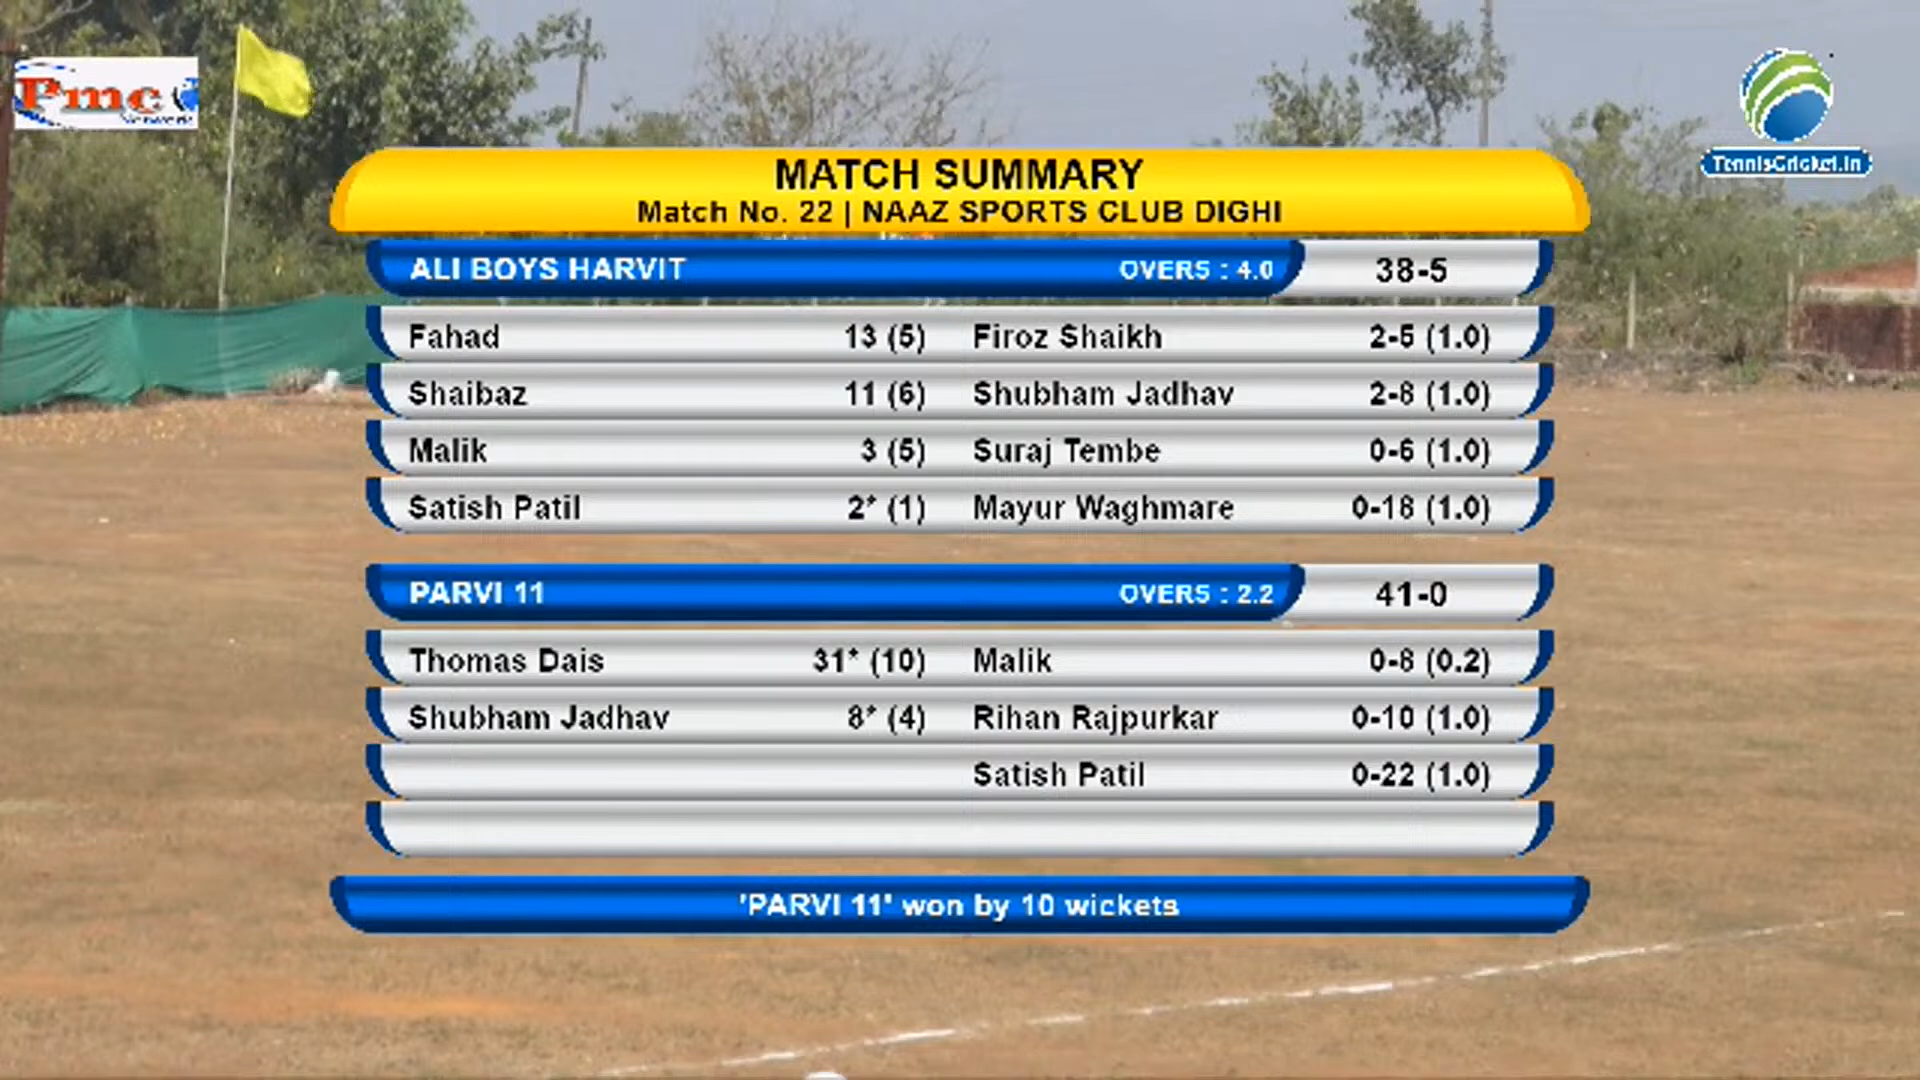 Pmc
Network
TennisCricket.in
MATCH SUMMARY
Match No. 22 | NAAZ SPORTS CLUB DIGHI
ALI BOYS HARVIT OVERS : 4.0 38-5
Fahad 13 (5) Firoz Shaikh 2-5 (1.0)
Shaibaz 11 (6) Shubham Jadhav 2-8 (1.0)
Malik 3 (5) Suraj Tembe 0-6 (1.0)
Satish Patil 2* (1) Mayur Waghmare 0-18 (1.0)
PARVI 11 OVERS : 2.2 41-0
Thomas Dais 31* (10) Malik 0-8 (0.2)
Shubham Jadhav 8* (4) Rihan Rajpurkar 0-10 (1.0)
Satish Patil 0-22 (1.0)
'PARVI 11' won by 10 wickets